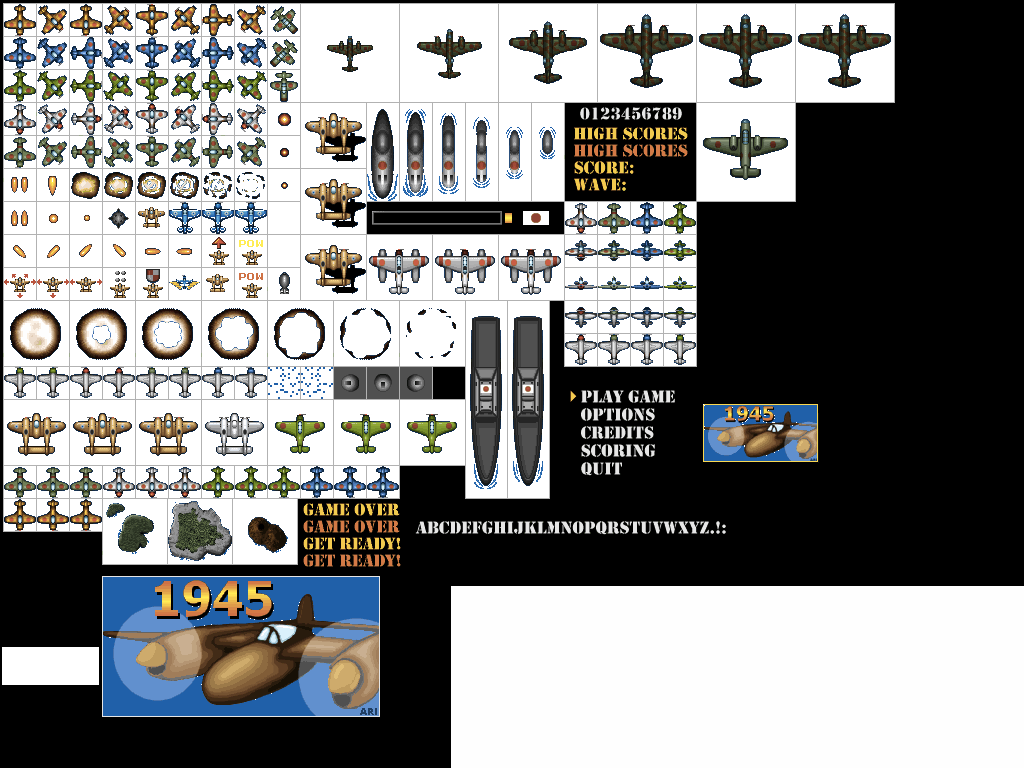 0123456789
HIGH SCORES
HIGH SCORES
SCORE:
WAVE:
POW
POW
PLAY GAME
OPTIONS
CREDITS
SCORING
QUIT
1945
GAME OVER
GAME OVER
GET READY!
GET READY!
ABCDEFGHIJKLMNOPQRSTUVWXYZ.!:
1945
ARI